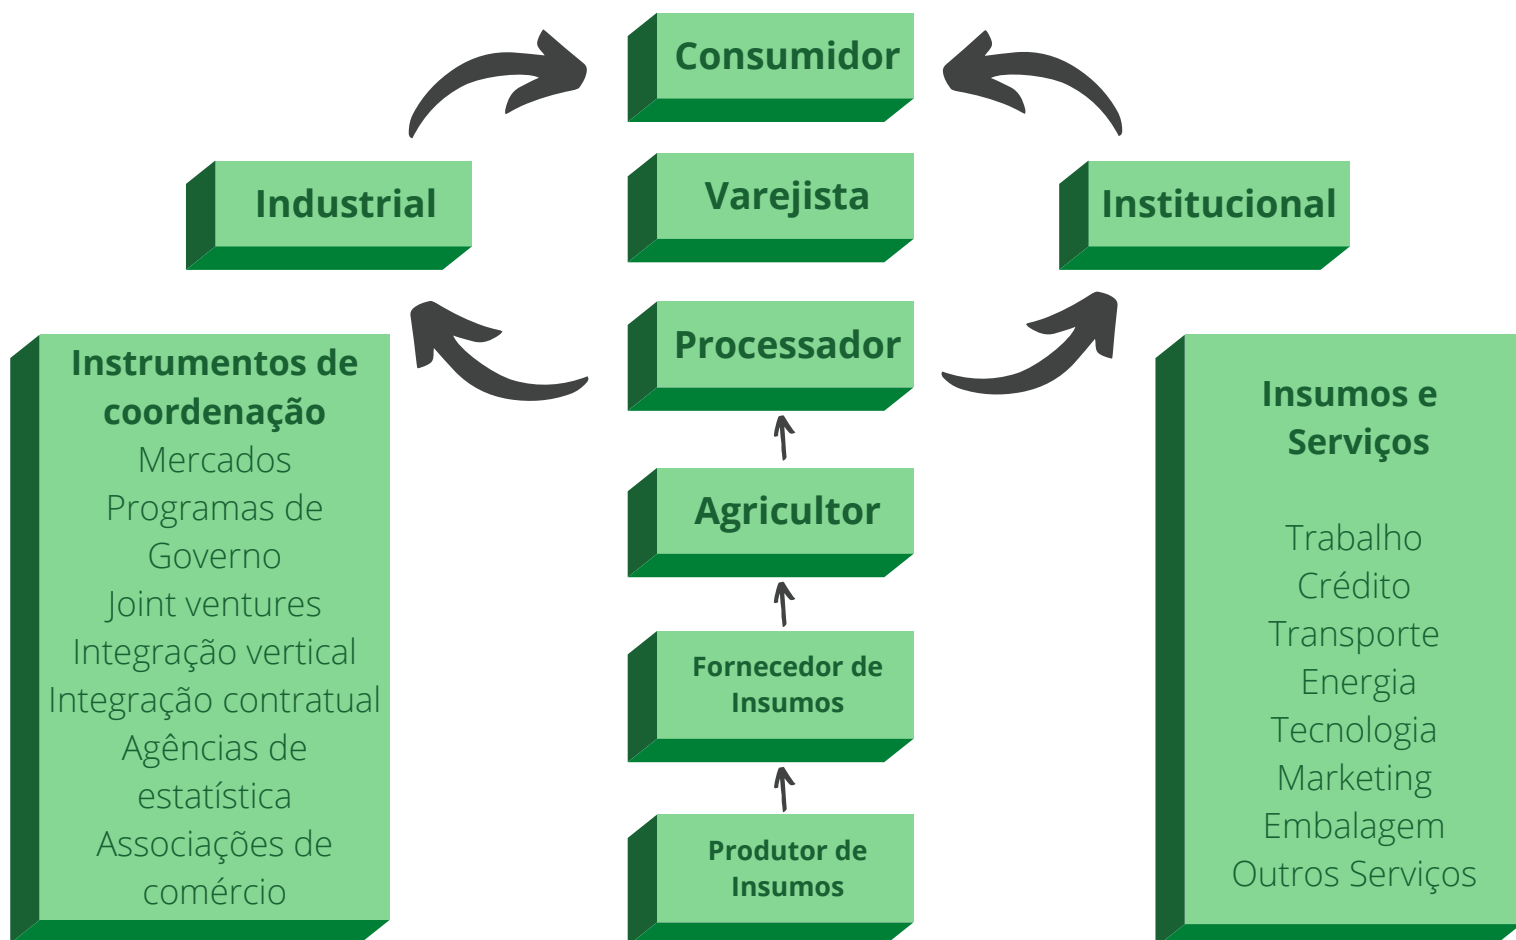 Consumidor
Industrial
Varejista
Institucional
Processador
Agricultor
Fornecedor de
Insumos
Produtor de
Insumos
Instrumentos de
coordenação
Mercados
Programas de
Governo
Joint ventures
Integração vertical
Integração contratual
Agências de
estatística
Associações de
comércio
Insumos e
Serviços
Trabalho
Crédito
Transporte
Energia
Tecnologia
Marketing
Embalagem
Outros Serviços